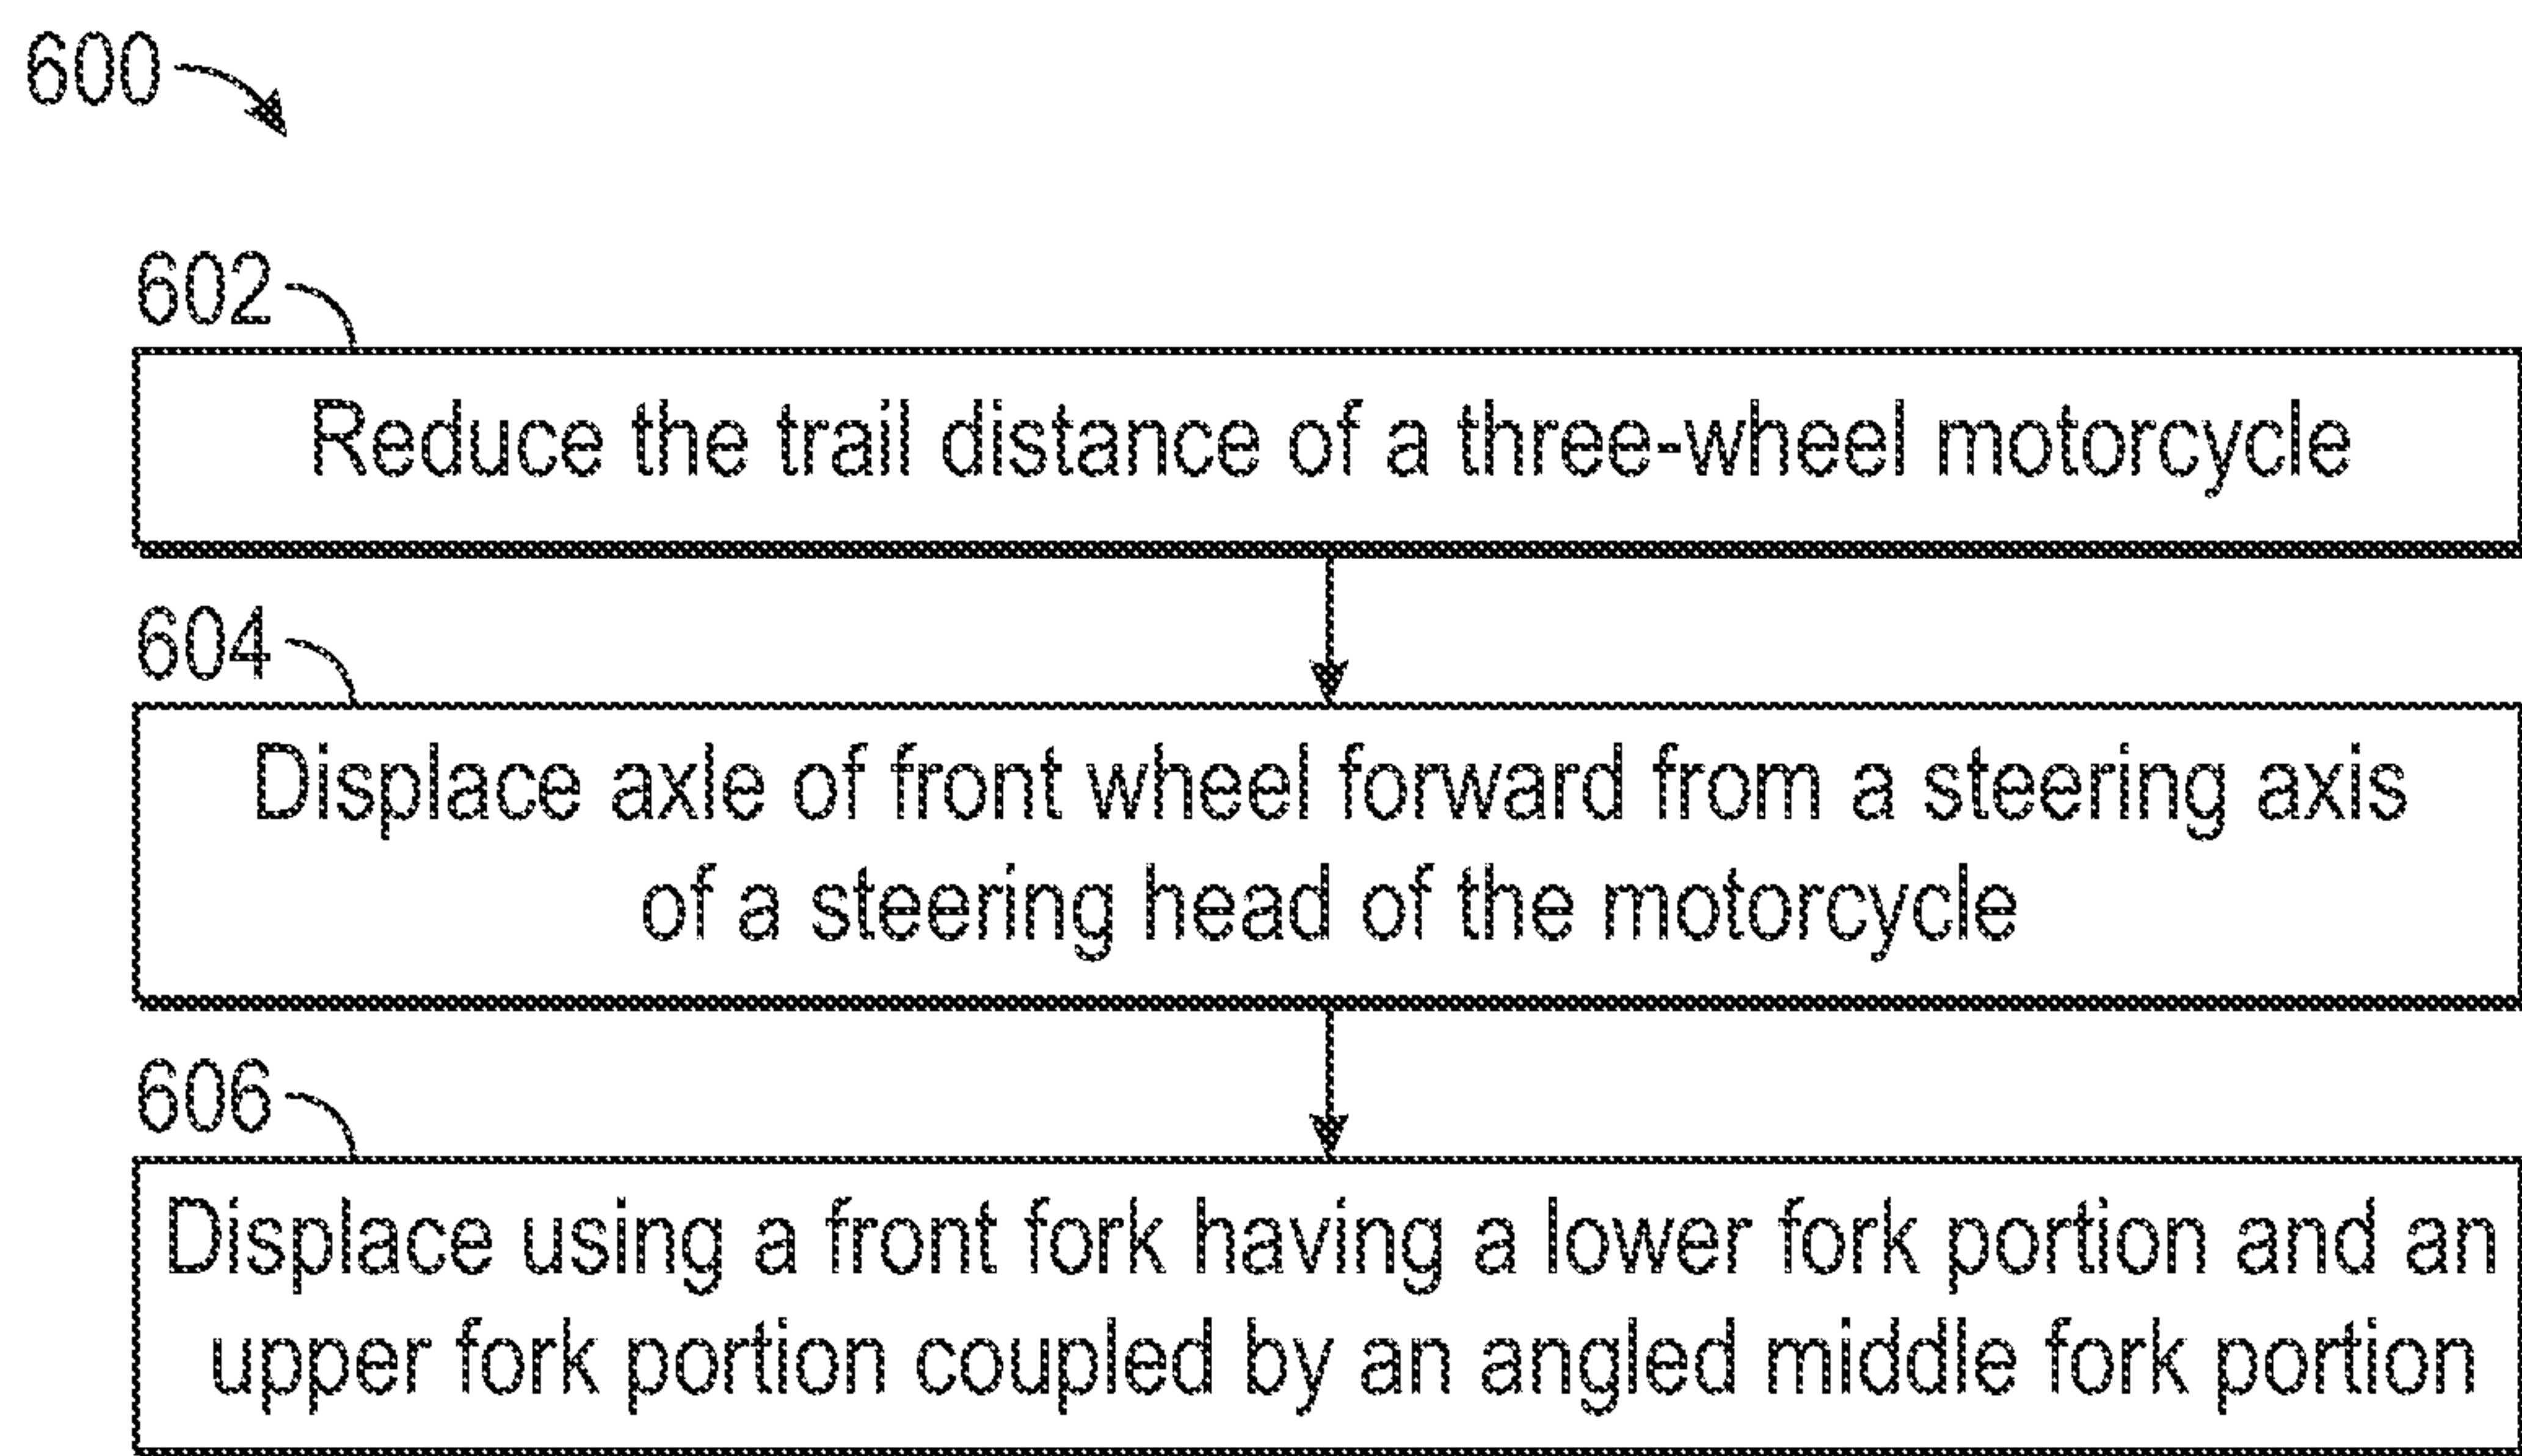 600
602
Reduce the trail distance of a three-wheel motorcycle
604
Displace axle of front wheel forward from a steering axis
of a steering head of the motorcycle
606
Displace using a front fork having a lower fork portion and an
upper fork portion coupled by an angled middle fork portion